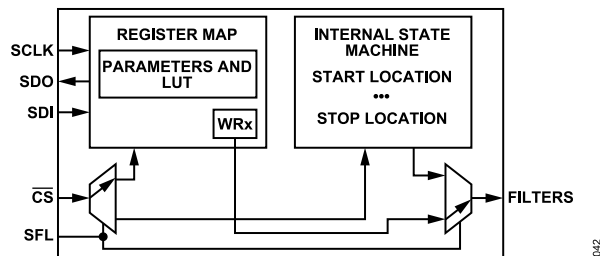 REGISTER MAP
PARAMETERS AND
LUT
WRx
INTERNAL STATE
MACHINE
START LOCATION
•••
STOP LOCATION
SCLK
SDO
SDI
CS
SFL
FILTERS
042